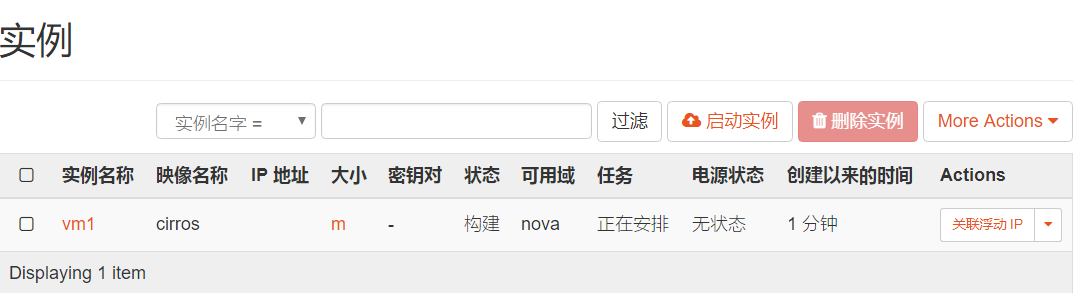 实例
实例名字 = 过滤 启动实例 删除实例 More Actions
实例名称 映像名称 IP 地址 大小 密钥对 状态 可用域 任务 电源状态 创建以来的时间 Actions
vm1 cirros m - 构建 nova 正在安排 无状态 1 分钟 关联浮动 IP
Displaying 1 item